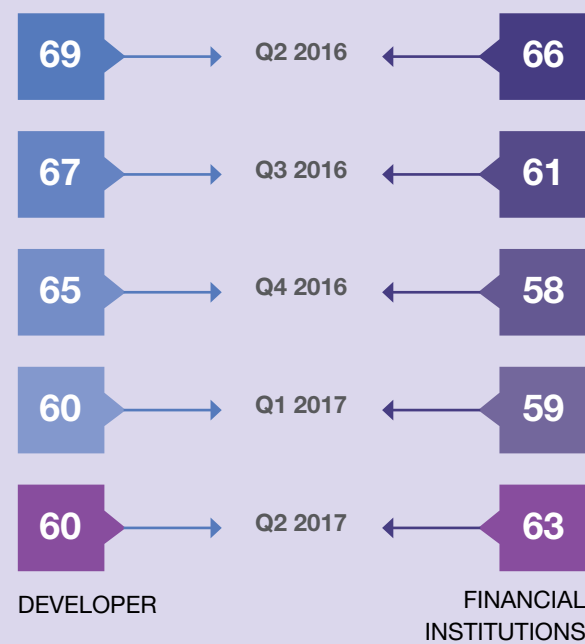 69 Q2 2016 66
67 Q3 2016 61
65 Q4 2016 58
60 Q1 2017 59
60 Q2 2017 63
DEVELOPER
FINANCIAL
INSTITUTIONS